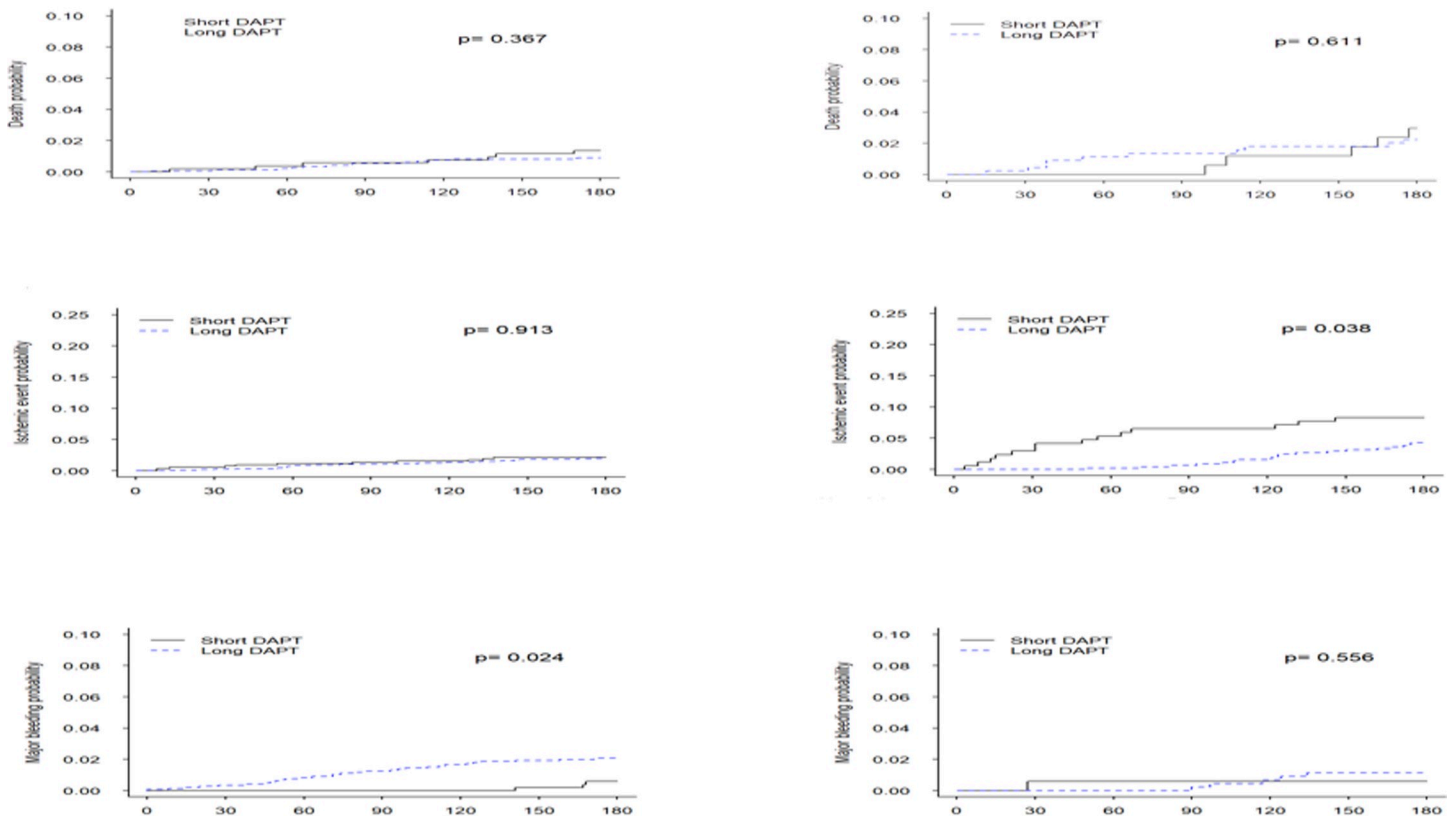 Short DAPT
Long DAPT
p= 0.367
Death probability
0.10
0.08
0.06
0.04
0.02
0.00
0 30 60 90 120 150 180
Short DAPT
Long DAPT
p= 0.611
Death probability
0.10
0.08
0.06
0.04
0.02
0.00
0 30 60 90 120 150 180
Short DAPT
Long DAPT
p= 0.913
Ischemic event probability
0.25
0.20
0.15
0.10
0.05
0.00
0 30 60 90 120 150 180
Short DAPT
Long DAPT
p= 0.038
Ischemic event probability
0.25
0.20
0.15
0.10
0.05
0.00
0 30 60 90 120 150 180
Short DAPT
Long DAPT
p= 0.024
Major bleeding probability
0.10
0.08
0.06
0.04
0.02
0.00
0 30 60 90 120 150 180
Short DAPT
Long DAPT
p= 0.556
Major bleeding probability
0.10
0.08
0.06
0.04
0.02
0.00
0 30 60 90 120 150 180